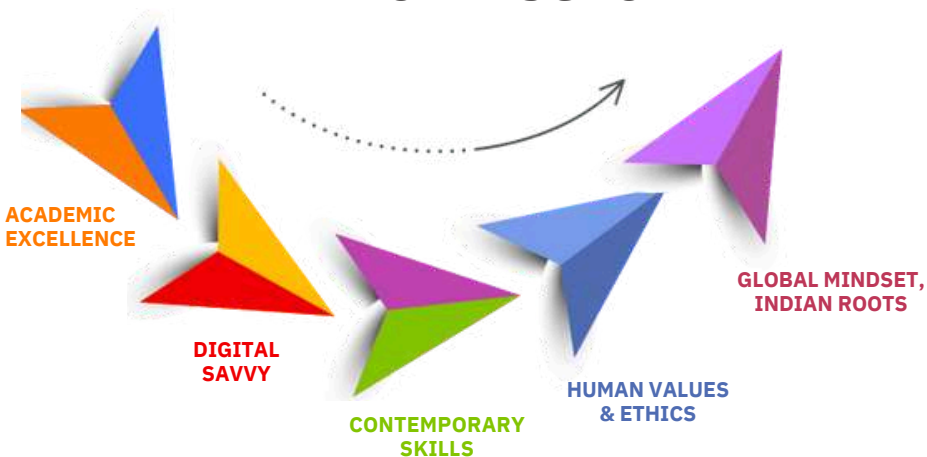 ACADEMIC
EXCELLENCE
DIGITAL
SAVVY
CONTEMPORARY
SKILLS
HUMAN VALUES
& ETHICS
GLOBAL MINDSET,
INDIAN ROOTS